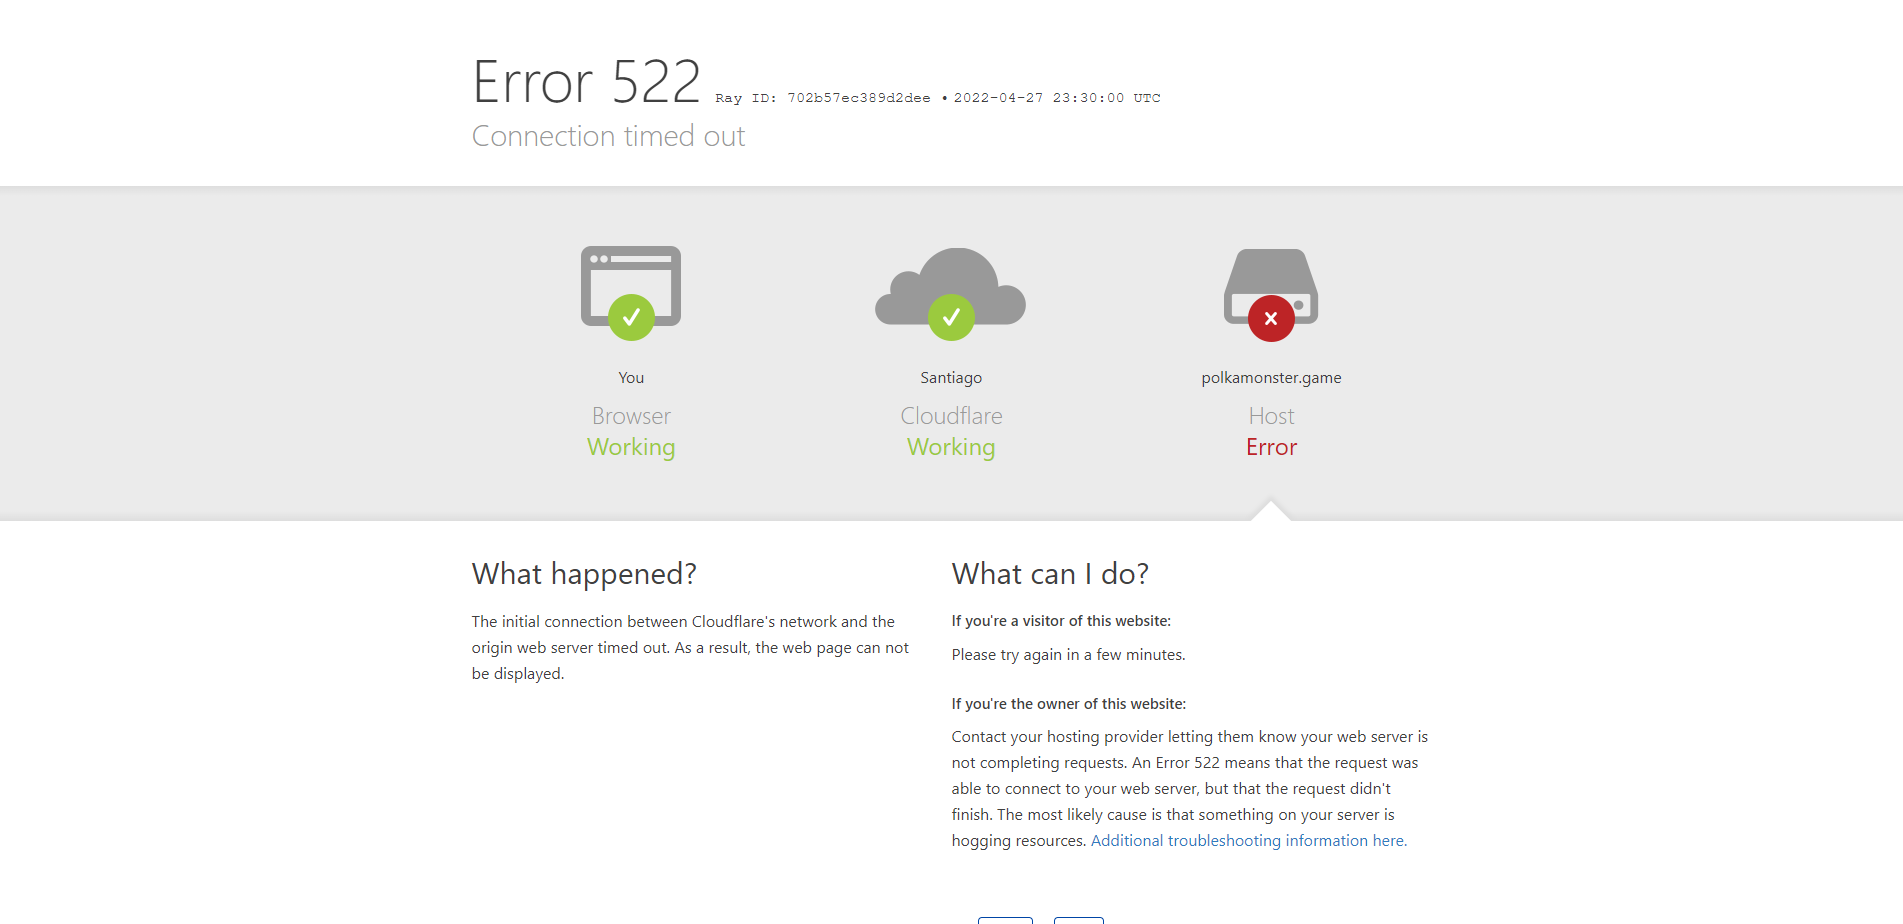 Error 522 Ray ID: 702b57ec389d2dee • 2022-04-27 23:30:00 UTC
Connection timed out
You
Browser
Working
Santiago
Cloudflare
Working
polkamonster.game
Host
Error
What happened?
The initial connection between Cloudflare's network and the
origin web server timed out. As a result, the web page can not
be displayed.
What can I do?
If you're a visitor of this website:
Please try again in a few minutes.
If you're the owner of this website:
Contact your hosting provider letting them know your web server is
not completing requests. An Error 522 means that the request was
able to connect to your web server, but that the request didn't
finish. The most likely cause is that something on your server is
hogging resources. Additional troubleshooting information here.